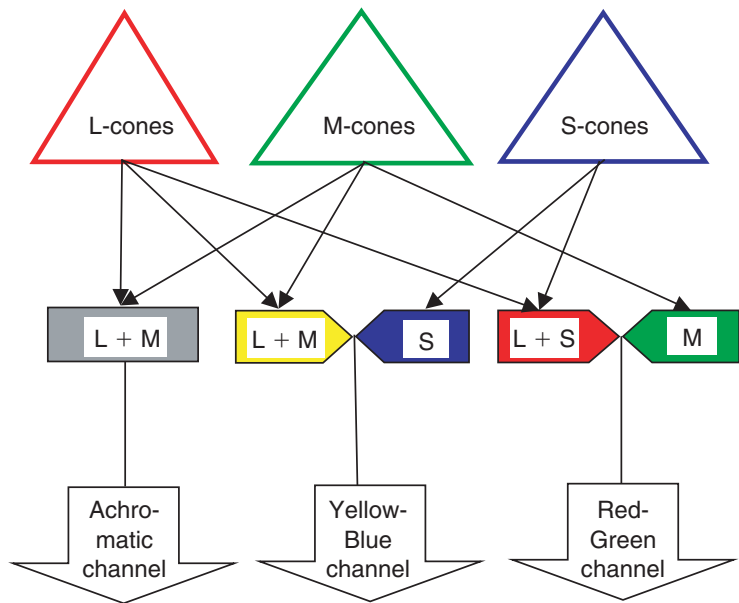 L-cones
M-cones
S-cones
L + M
L + M
S
L + S
M
Achro-
matic
channel
Yellow-
Blue
channel
Red-
Green
channel